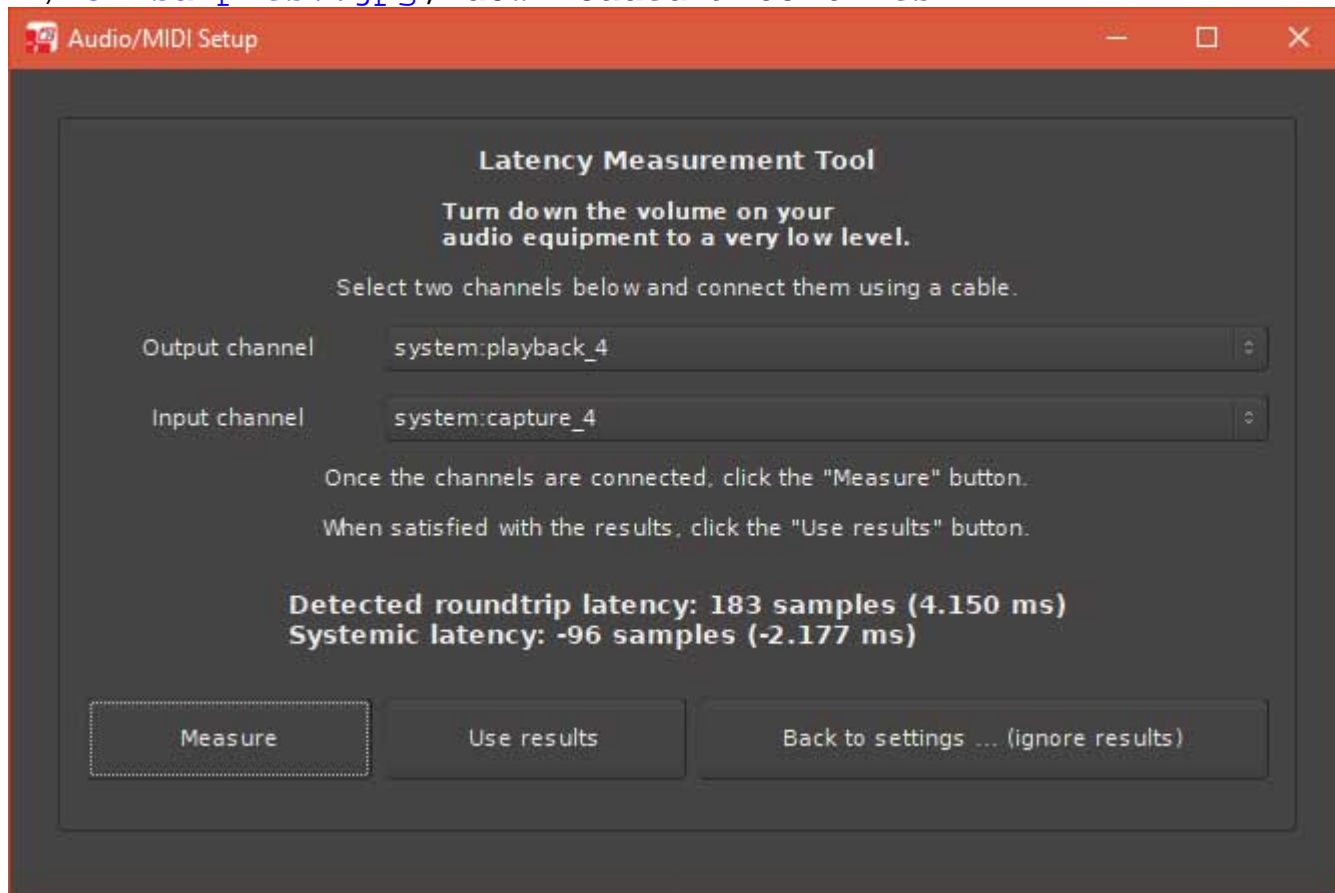 Audio/MIDI Setup
Latency Measurement Tool
Turn down the volume on your
audio equipment to a very low level.
Select two channels below and connect them using a cable.
Output channel system:playback_4
Input channel system:capture_4
Once the channels are connected, click the "Measure" button.
When satisfied with the results, click the "Use results" button.
Detected roundtrip latency: 183 samples (4.150 ms)
Systemic latency: -96 samples (-2.177 ms)
Measure Use results Back to settings ... (ignore results)